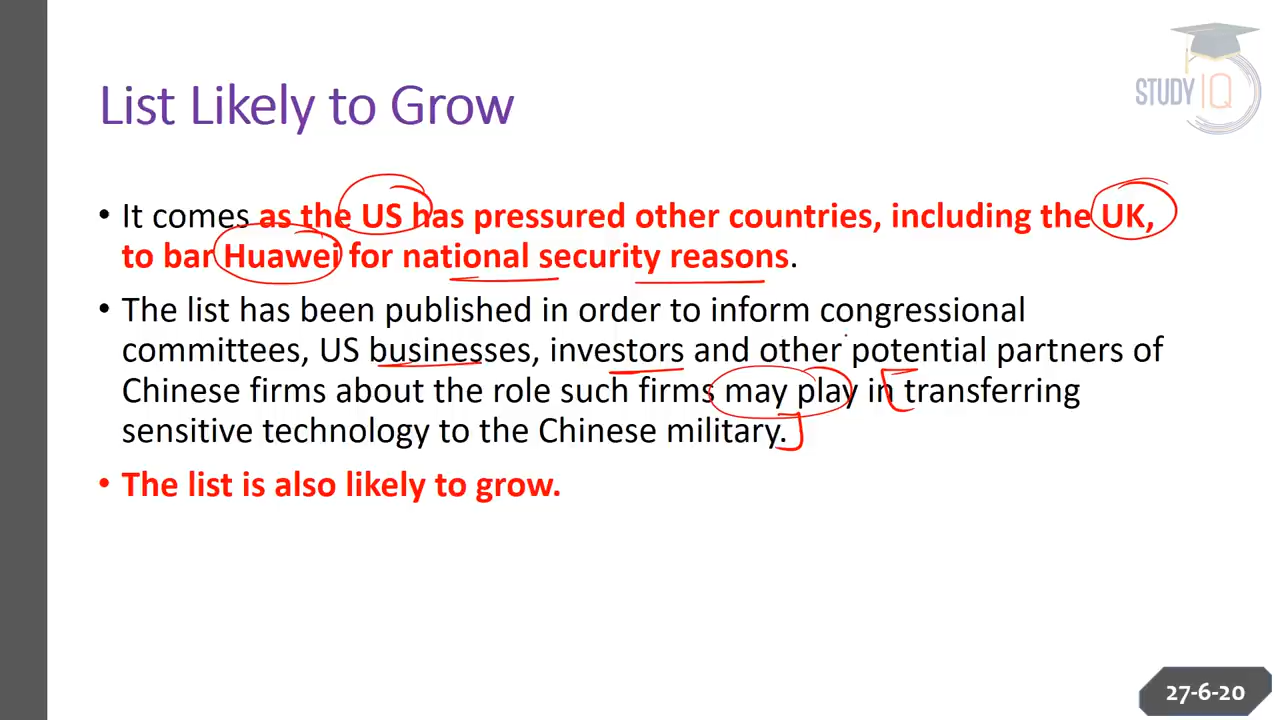 STUDY IQ
List Likely to Grow
• It comes as the US has pressured other countries, including the UK,
to bar Huawei for national security reasons.
• The list has been published in order to inform congressional
committees, US businesses, investors and other potential partners of
Chinese firms about the role such firms may play in transferring
sensitive technology to the Chinese military.
• The list is also likely to grow.
27-6-20